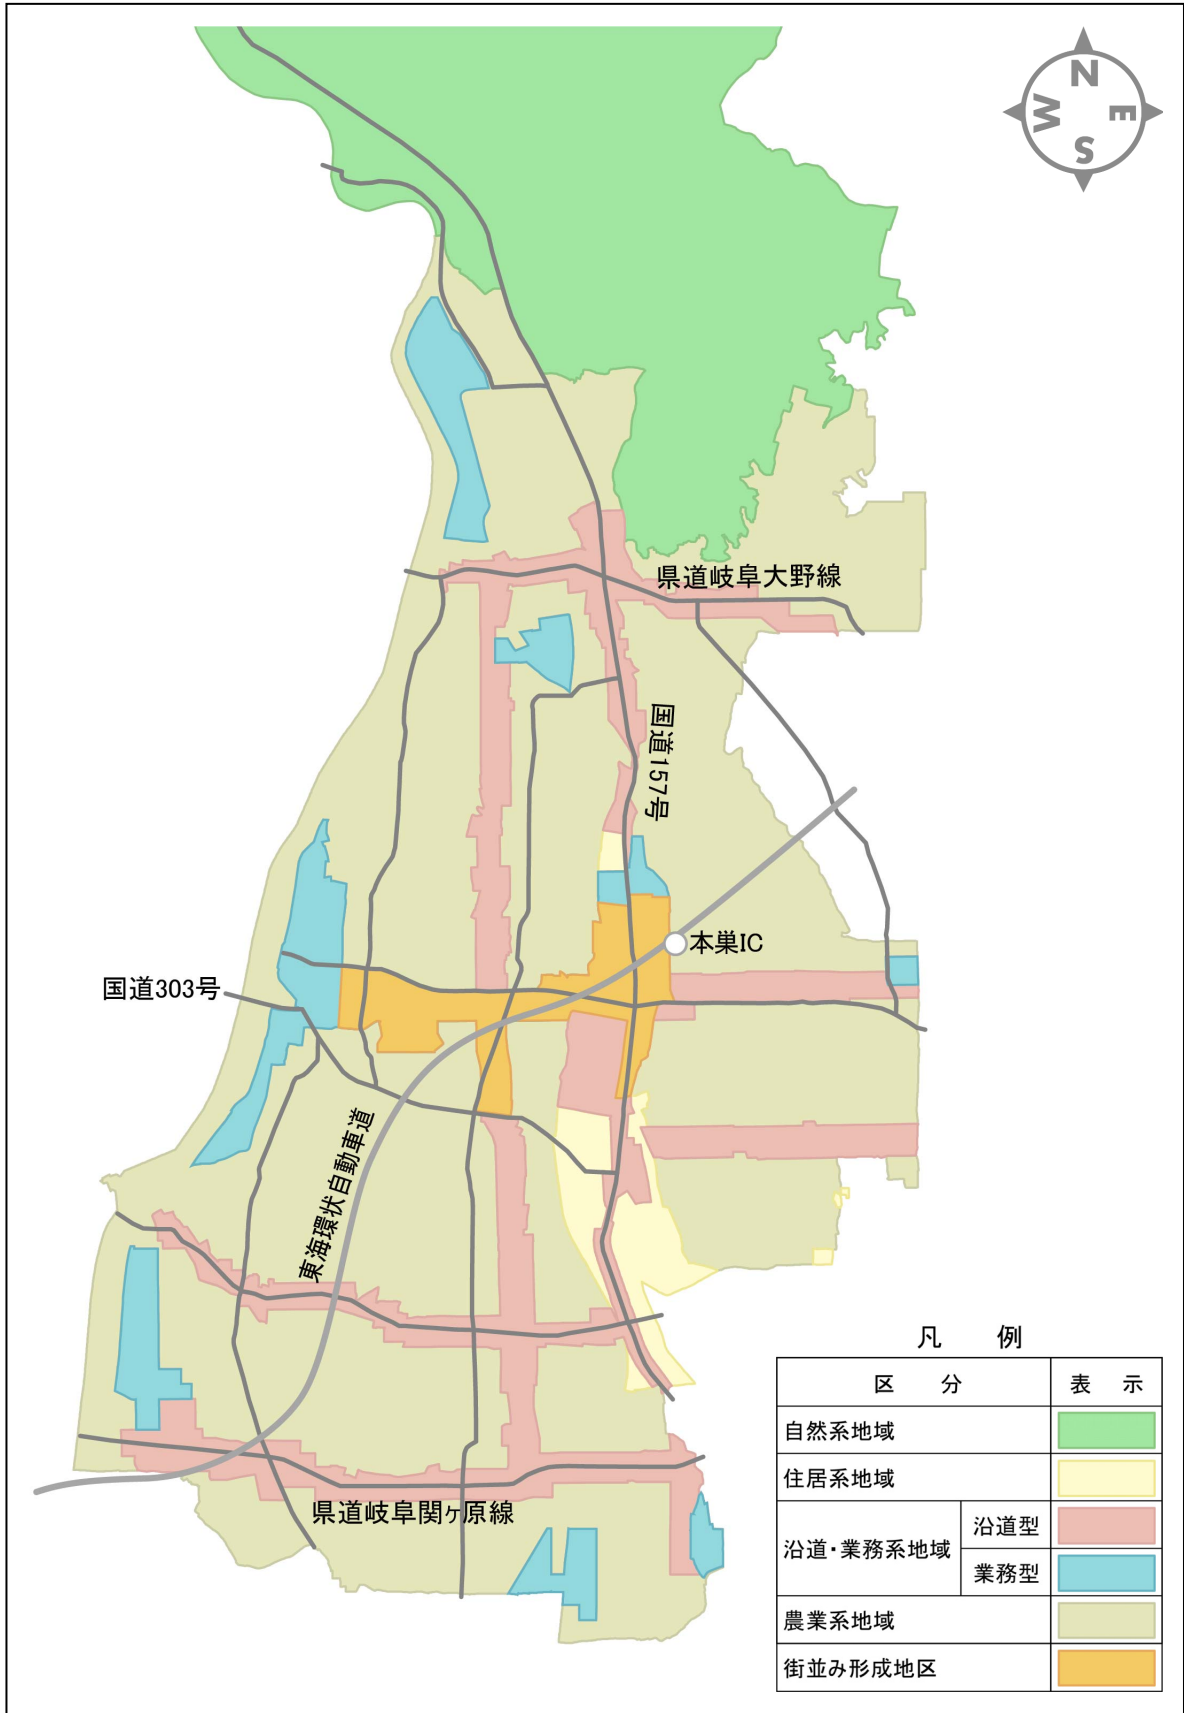 N
W
E
S
県道岐阜大野線
国道157号
本巣IC
国道303号
東海環状自動車道
県道岐阜関ヶ原線
凡 例
区 分 表 示
自然系地域
住居系地域
沿道・業務系地域 沿道型
業務型
農業系地域
街並み形成地区